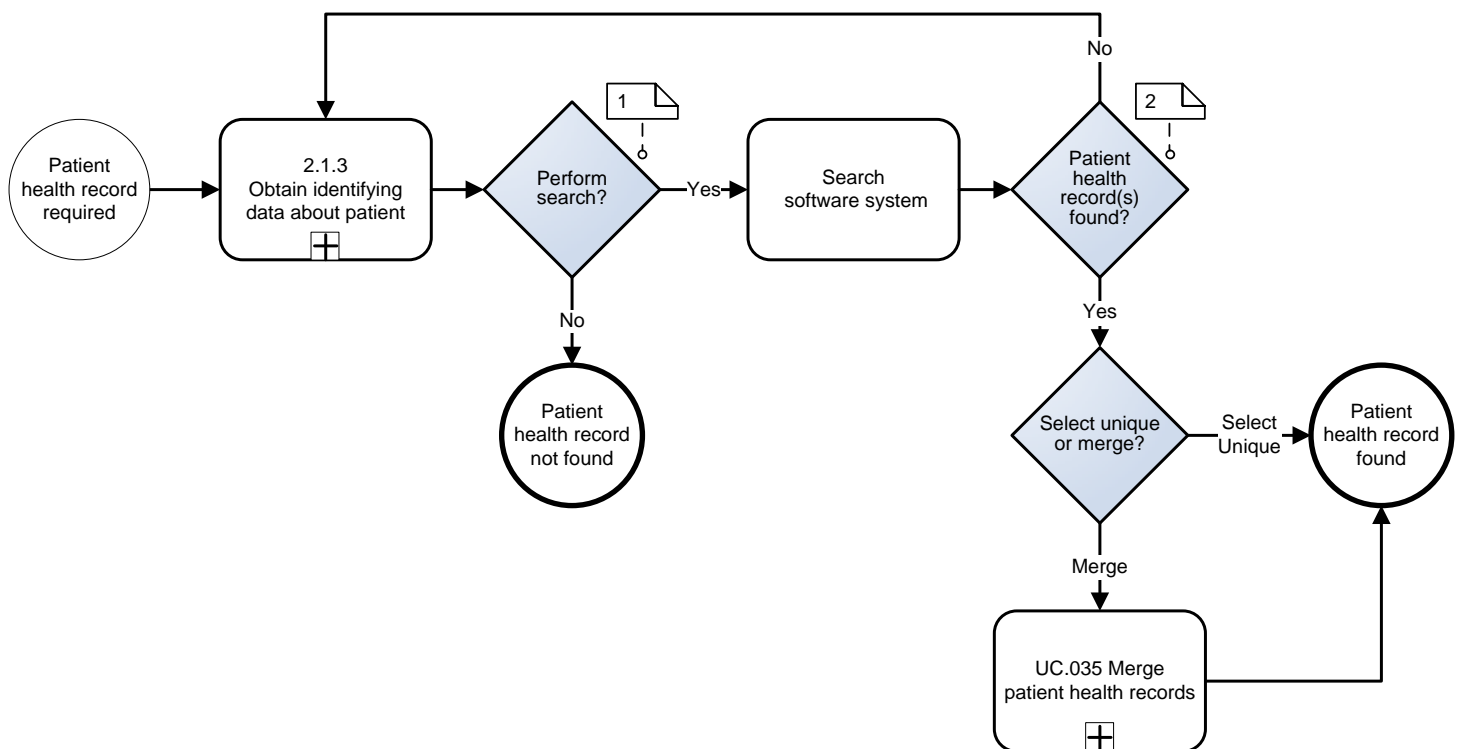 No
1
2
Patient
health record
required
2.1.3
Obtain identifying
data about patient
Perform
search?
Yes
Search
software system
Patient
health
record(s)
found?
No
Yes
Patient
health record
not found
Select unique
or merge?
Select
Unique
Patient
health record
found
Merge
UC.035 Merge
patient health records